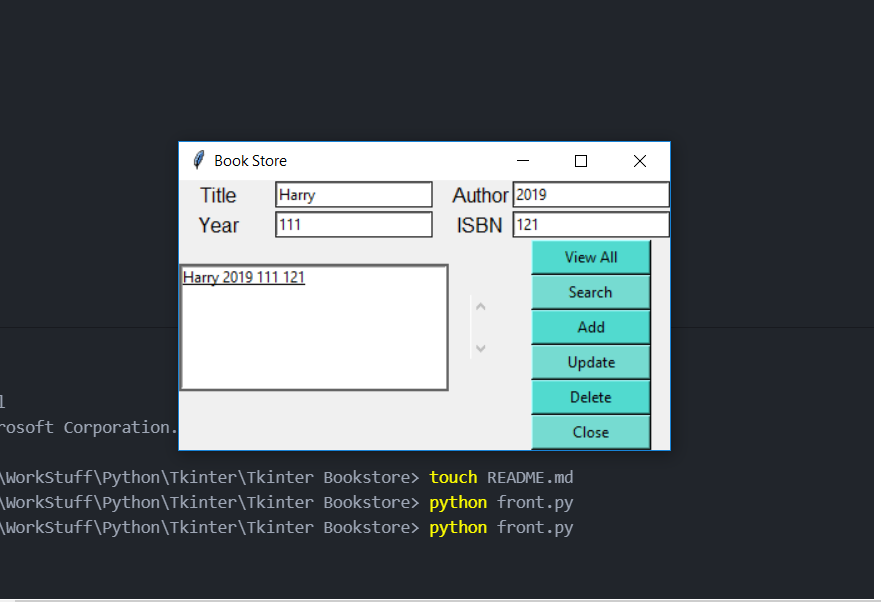 Book Store
Title Harry Author 2019
Year 111 ISBN 121
View All
Harry 2019 111 121
Search
Add
Update
Delete
Close
l
rosoft Corporation.
\WorkStuff\Python\Tkinter\Tkinter Bookstore> touch README.md
\WorkStuff\Python\Tkinter\Tkinter Bookstore> python front.py
\WorkStuff\Python\Tkinter\Tkinter Bookstore> python front.py